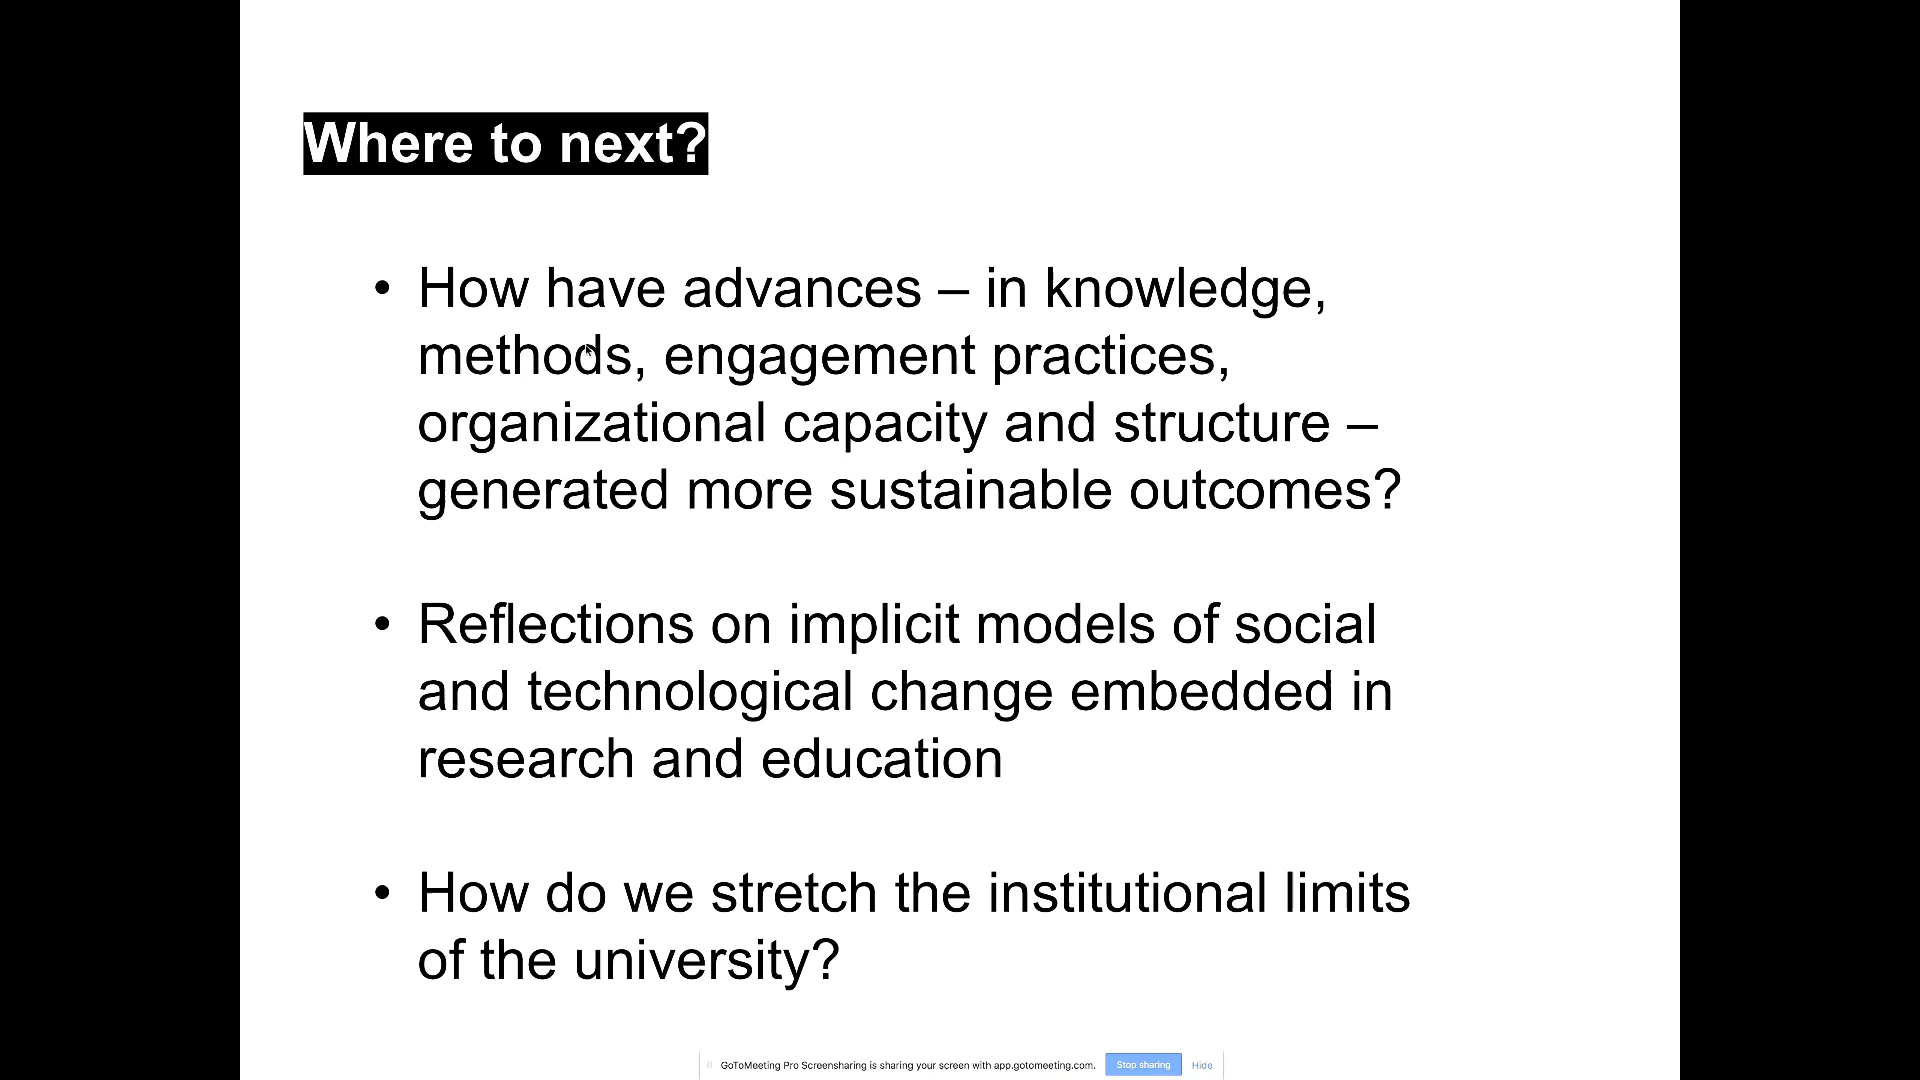 Where to next?
• How have advances – in knowledge,
methods, engagement practices,
organizational capacity and structure –
generated more sustainable outcomes?
• Reflections on implicit models of social
and technological change embedded in
research and education
• How do we stretch the institutional limits
of the university?
GoToMeeting Pro Screensharing is sharing your screen with app.gotomeeting.com. Stop sharing Hide